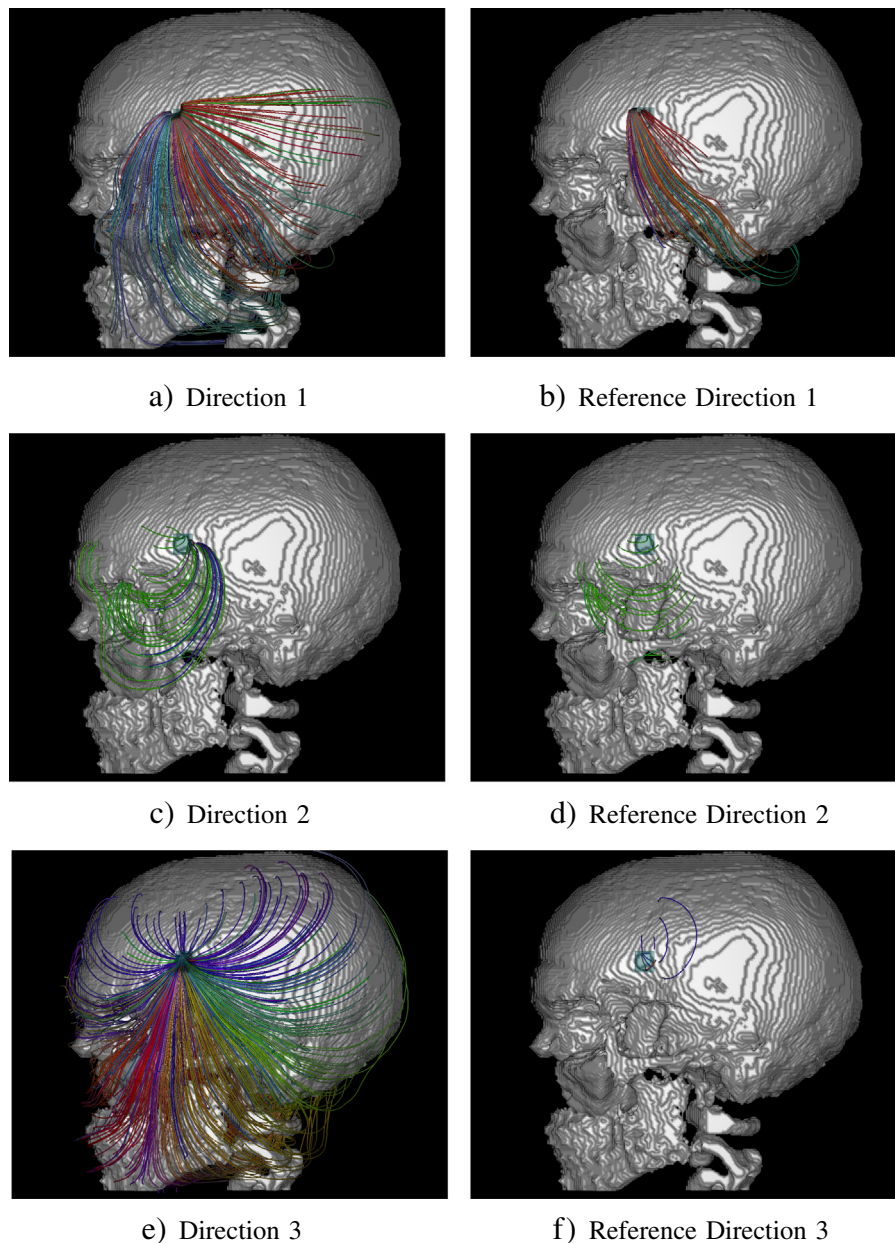 a) Direction 1
b) Reference Direction 1
c) Direction 2
d) Reference Direction 2
e) Direction 3
f) Reference Direction 3